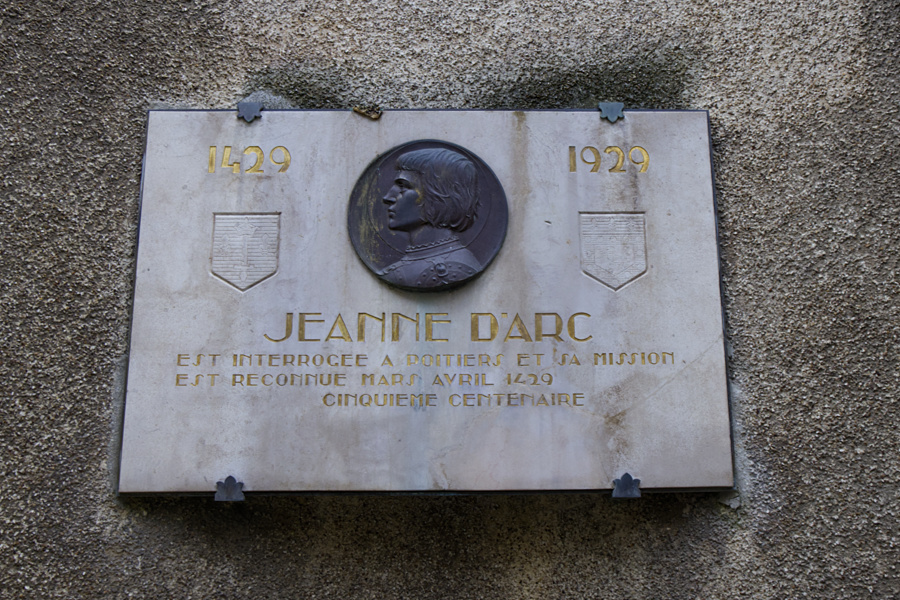 1429 1929
JEANNE D'ARC
EST INTERROGEE A POITIERS ET SA MISSION.
EST RECONNUE MARS AVRIL 1429
CINQUIEME CENTENAIRE